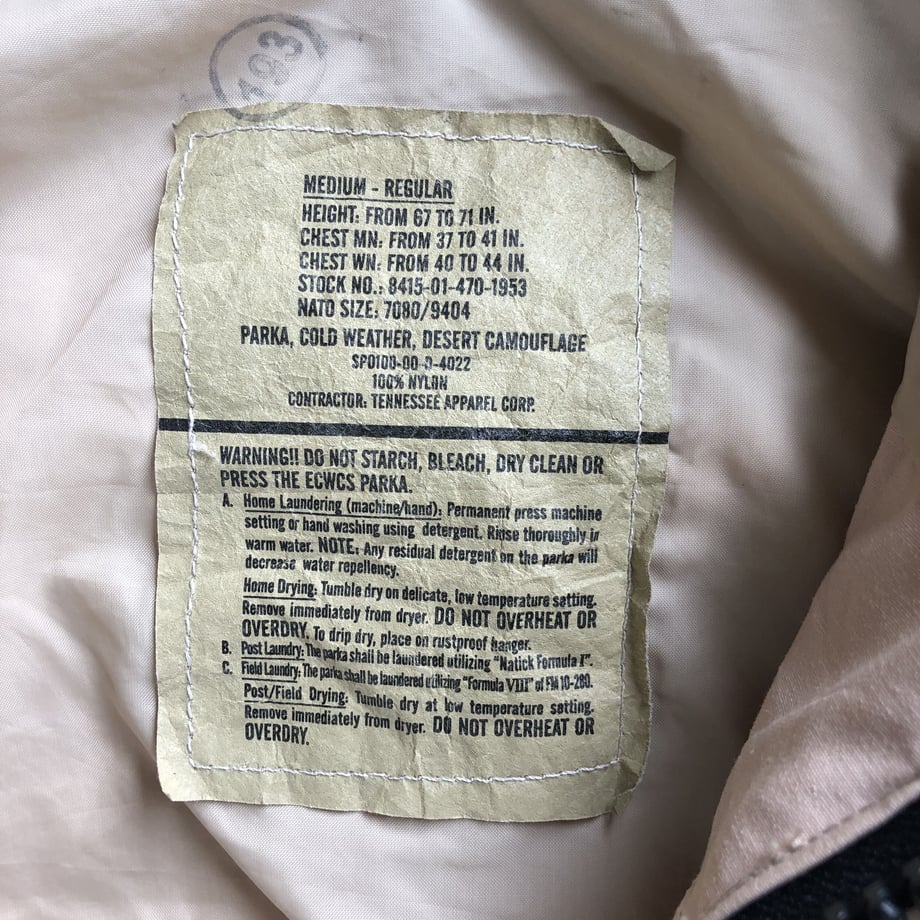 193
MEDIUM - REGULAR
HEIGHT: FROM 67 TO 71 IN.
CHEST MN: FROM 37 TO 41 IN.
CHEST WN: FROM 40 TO 44 IN.
STOCK NO.: 8415-01-470-1953
NATO SIZE: 7080/9404
PARKA, COLD WEATHER, DESERT CAMOUFLAGE
SP0100-00-D-4022
100% NYLON
CONTRACTOR: TENNESSEE APPAREL CORP.
WARNING!! DO NOT STARCH, BLEACH, DRY CLEAN OR
PRESS THE ECWCS PARKA.
A. Home Laundering (machine/hand): Permanent press machine
setting or hand washing using detergent. Rinse thoroughly in
warm water. NOTE: Any residual detergent on the parka will
decrease water repellency.
Home Drying: Tumble dry on delicate, low temperature setting.
Remove immediately from dryer. DO NOT OVERHEAT OR
OVERDRY. To drip dry, place on rustproof hanger.
B. Post Laundry: The parka shall be laundered utilizing "Natick Formula I".
C. Field Laundry: The parka shall be laundered utilizing "Formula VIII" of FM 10-280.
Post/Field Drying: Tumble dry at low temperature setting.
Remove immediately from dryer. DO NOT OVERHEAT OR
OVERDRY.